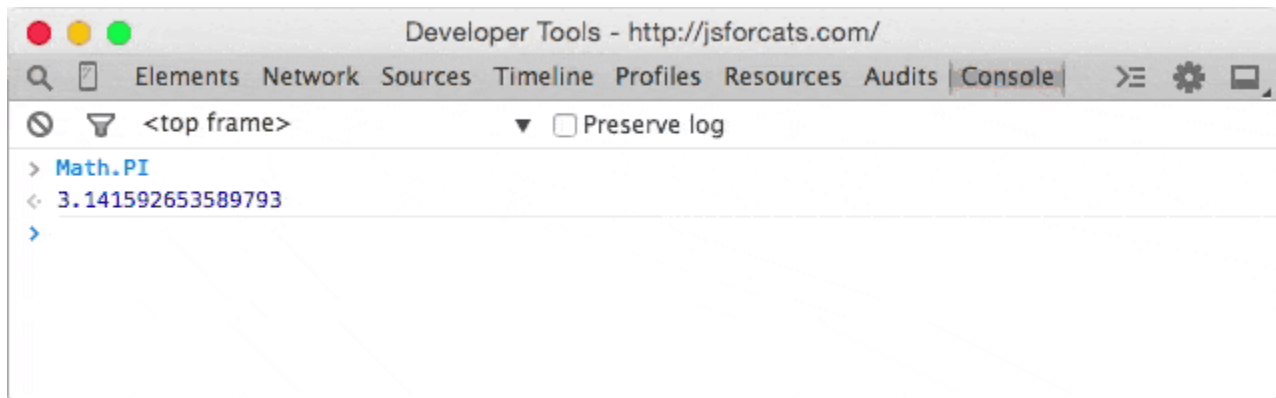 Developer Tools - http://jsforcats.com/
Elements Network Sources Timeline Profiles Resources Audits Console
<top frame> ▼ Preserve log
> Math.PI
3.141592653589793
>